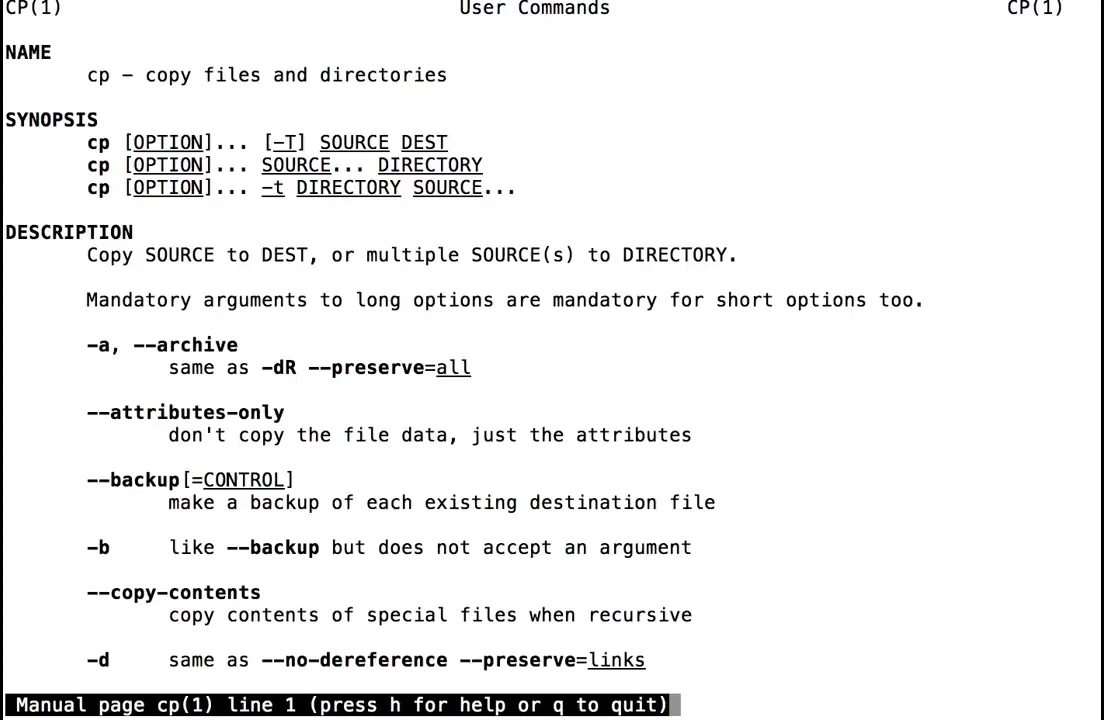 CP(1) User Commands CP(1)
NAME
cp – copy files and directories
SYNOPSIS
cp [OPTION]... [–T] SOURCE DEST
cp [OPTION]... SOURCE... DIRECTORY
cp [OPTION]... –t DIRECTORY SOURCE...
DESCRIPTION
Copy SOURCE to DEST, or multiple SOURCE(s) to DIRECTORY.
Mandatory arguments to long options are mandatory for short options too.
–a, ––archive
same as –dR ––preserve=all
––attributes–only
don't copy the file data, just the attributes
––backup[=CONTROL]
make a backup of each existing destination file
–b like ––backup but does not accept an argument
––copy–contents
copy contents of special files when recursive
–d same as ––no–dereference ––preserve=links
Manual page cp(1) line 1 (press h for help or q to quit)